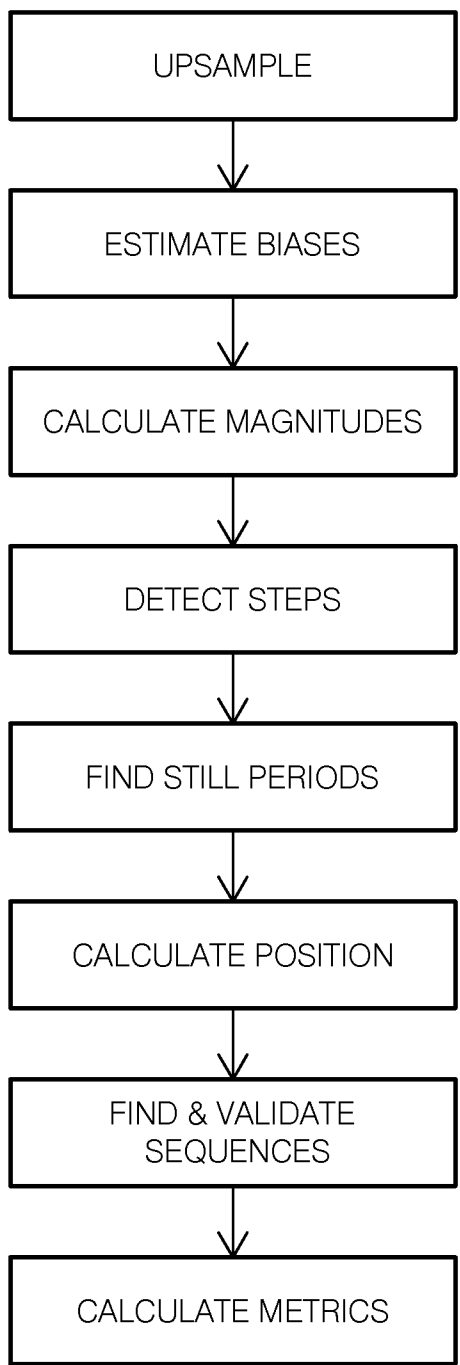 UPSAMPLE
ESTIMATE BIASES
CALCULATE MAGNITUDES
DETECT STEPS
FIND STILL PERIODS
CALCULATE POSITION
FIND & VALIDATE
SEQUENCES
CALCULATE METRICS